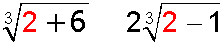 ∛(2 + 6)  2∛(2 − 1)